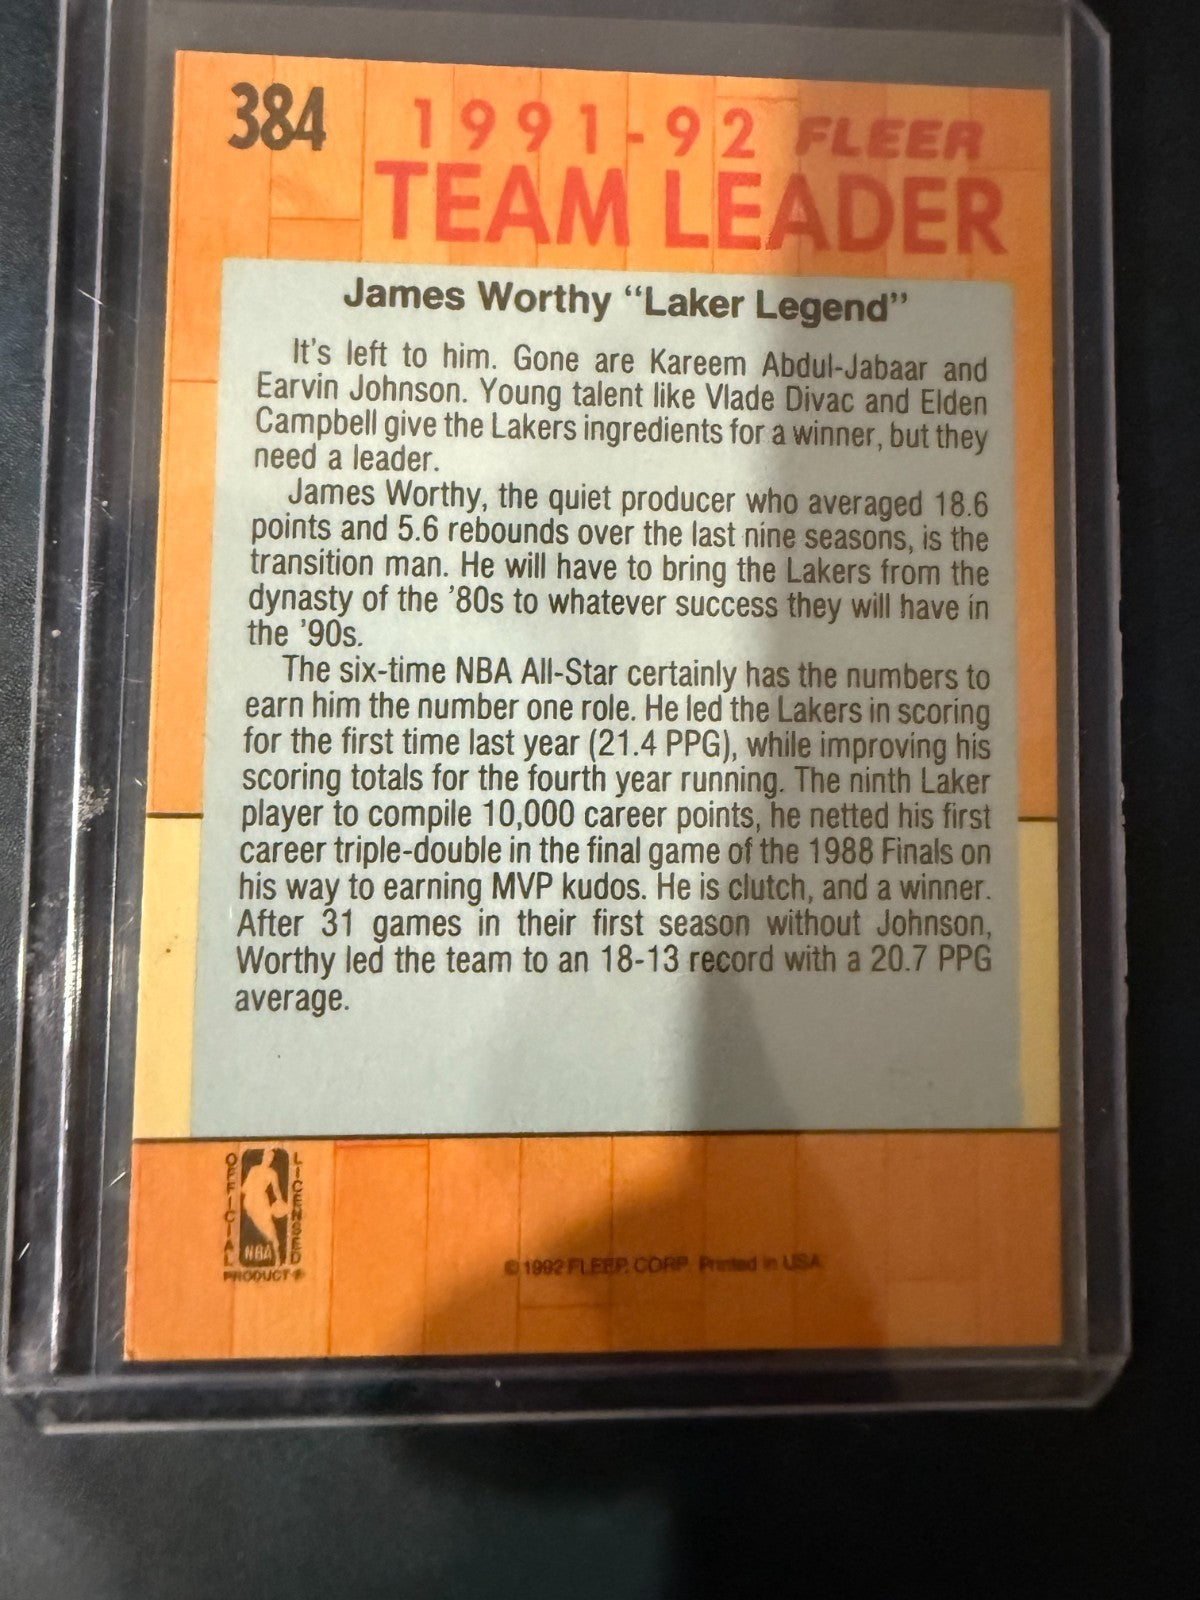 384
1991-92 FLEER
TEAM LEADER
James Worthy “Laker Legend”
It's left to him. Gone are Kareem Abdul-Jabaar and
Earvin Johnson. Young talent like Vlade Divac and Elden
Campbell give the Lakers ingredients for a winner, but they
need a leader.
James Worthy, the quiet producer who averaged 18.6
points and 5.6 rebounds over the last nine seasons, is the
transition man. He will have to bring the Lakers from the
dynasty of the '80s to whatever success they will have in
the '90s.
The six-time NBA All-Star certainly has the numbers to
earn him the number one role. He led the Lakers in scoring
for the first time last year (21.4 PPG), while improving his
scoring totals for the fourth year running. The ninth Laker
player to compile 10,000 career points, he netted his first
career triple-double in the final game of the 1988 Finals on
his way to earning MVP kudos. He is clutch, and a winner.
After 31 games in their first season without Johnson,
Worthy led the team to an 18-13 record with a 20.7 PPG
average.
OFFICIAL
NBA
LICENSED
PRODUCT ®
© 1992 FLEER CORP. Printed in USA